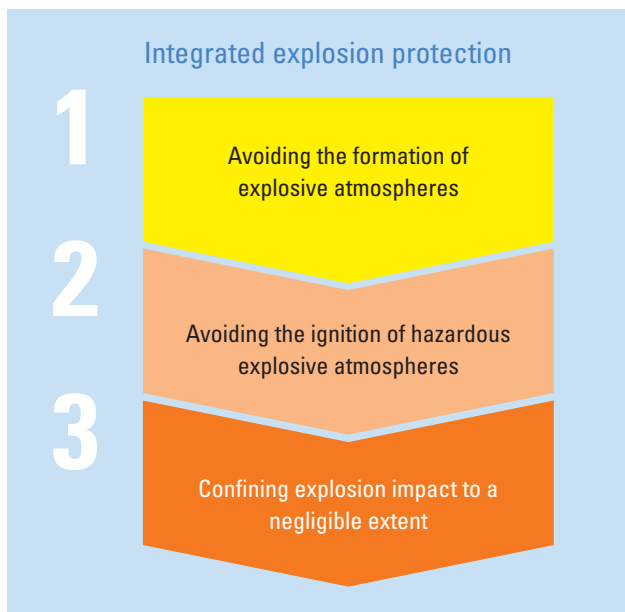 Integrated explosion protection
1
Avoiding the formation of
explosive atmospheres
2
Avoiding the ignition of hazardous
explosive atmospheres
3
Confining explosion impact to a
negligible extent